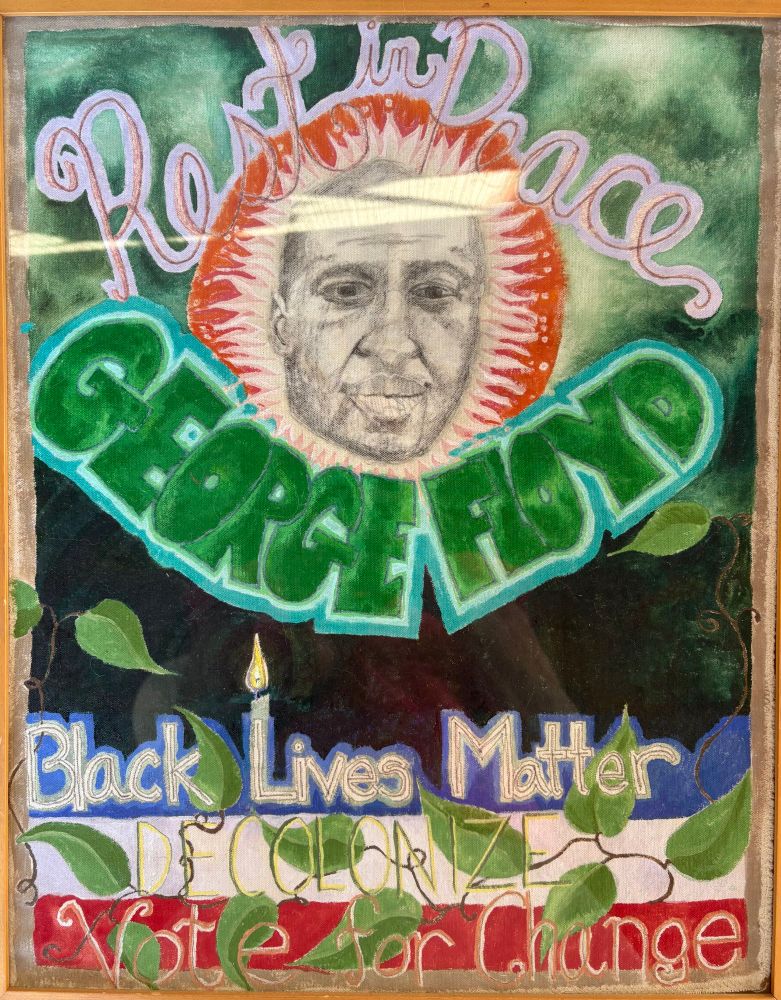 Rest in Peace
GEORGE FLOYD
Black Lives Matter
DECOLONIZE
Vote for Change